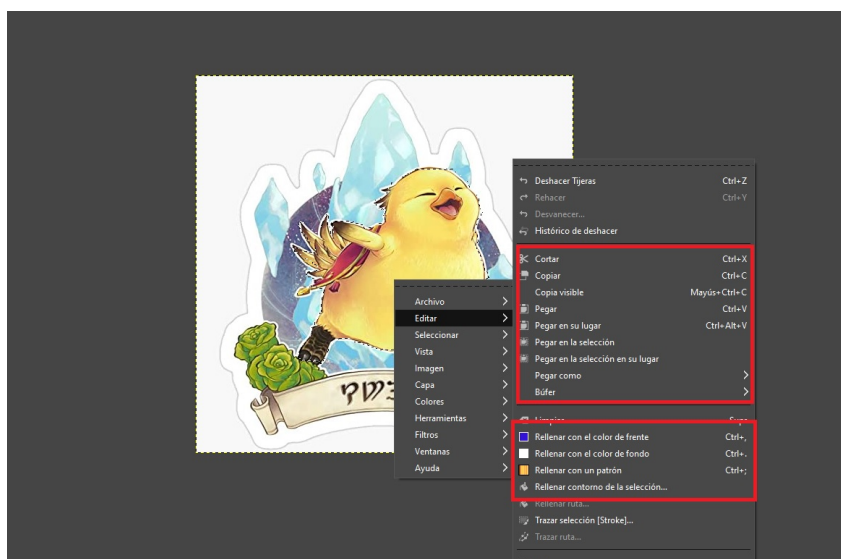 Archivo
Editar
Seleccionar
Vista
Imagen
Capa
Colores
Herramientas
Filtros
Ventanas
Ayuda
Deshacer Tijeras Ctrl+Z
Rehacer Ctrl+Y
Desvanecer...
Histórico de deshacer
Cortar Ctrl+X
Copiar Ctrl+C
Copia visible Mayús+Ctrl+C
Pegar Ctrl+V
Pegar en su lugar Ctrl+Alt+V
Pegar en la selección
Pegar en la selección en su lugar
Pegar como
Búfer
Limpiar Supr
Rellenar con el color de frente Ctrl+,
Rellenar con el color de fondo Ctrl+.
Rellenar con un patrón Ctrl+;
Rellenar contorno de la selección...
Rellenar ruta...
Trazar selección [Stroke]...
Trazar ruta...